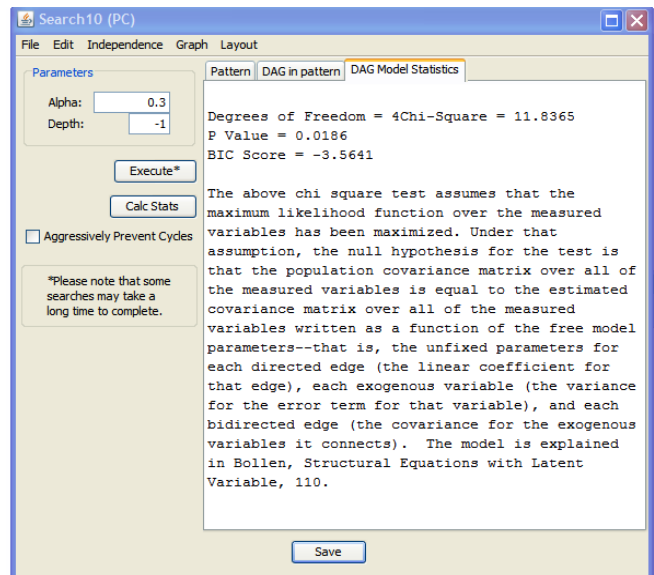 Search10 (PC)
File Edit Independence Graph Layout
Parameters
Alpha: 0.3
Depth: -1
Execute*
Calc Stats
Aggressively Prevent Cycles
*Please note that some
searches may take a
long time to complete.
Pattern DAG in pattern DAG Model Statistics
Degrees of Freedom = 4Chi-Square = 11.8365
P Value = 0.0186
BIC Score = -3.5641
The above chi square test assumes that the
maximum likelihood function over the measured
variables has been maximized. Under that
assumption, the null hypothesis for the test is
that the population covariance matrix over all of
the measured variables is equal to the estimated
covariance matrix over all of the measured
variables written as a function of the free model
parameters--that is, the unfixed parameters for
each directed edge (the linear coefficient for
that edge), each exogenous variable (the variance
for the error term for that variable), and each
bidirected edge (the covariance for the exogenous
variables it connects).  The model is explained
in Bollen, Structural Equations with Latent
Variable, 110.
Save